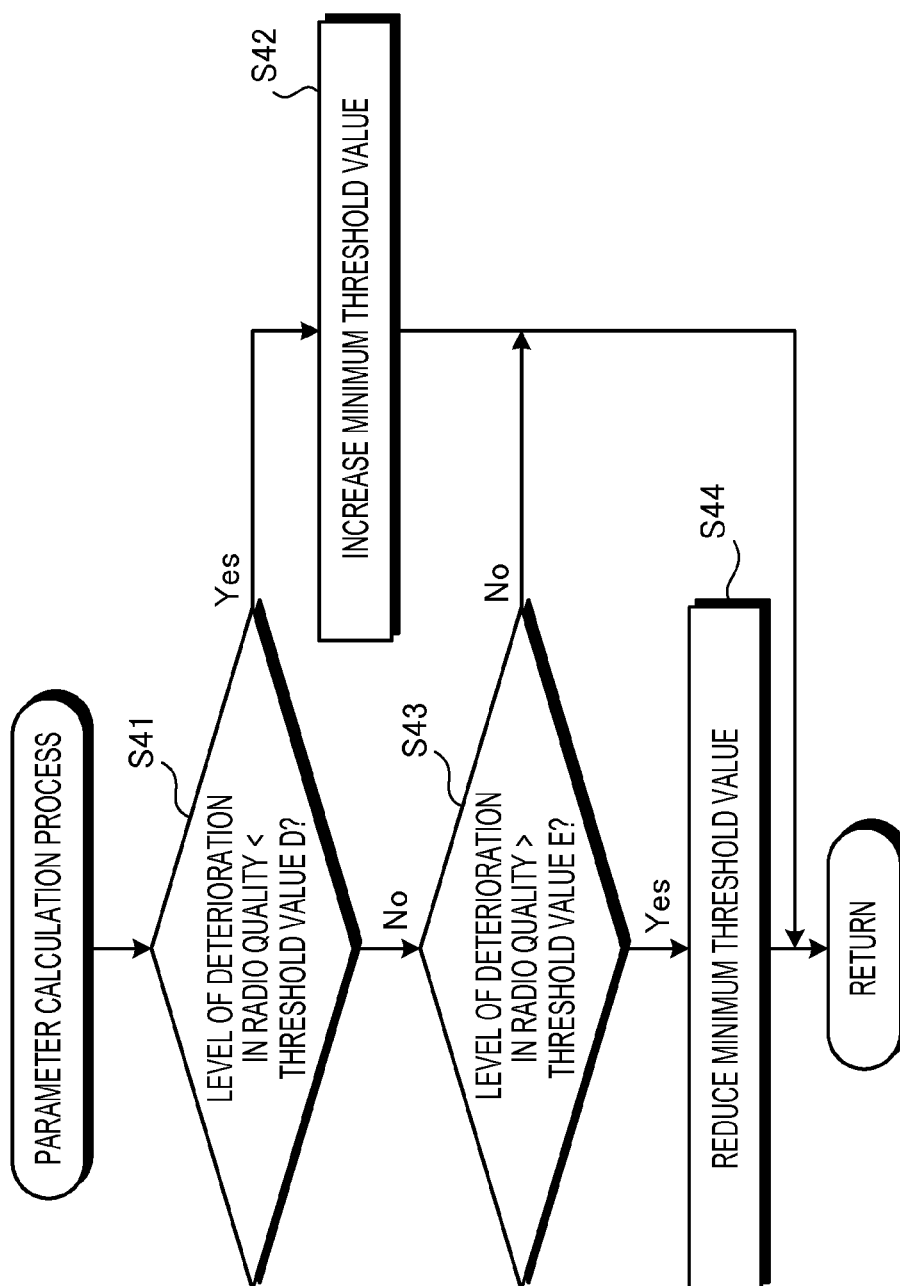 PARAMETER CALCULATION PROCESS
S41
LEVEL OF DETERIORATION
IN RADIO QUALITY <
THRESHOLD VALUE D?
Yes
No
S42
INCREASE MINIMUM THRESHOLD VALUE
S43
LEVEL OF DETERIORATION
IN RADIO QUALITY >
THRESHOLD VALUE E?
No
Yes
S44
REDUCE MINIMUM THRESHOLD VALUE
RETURN